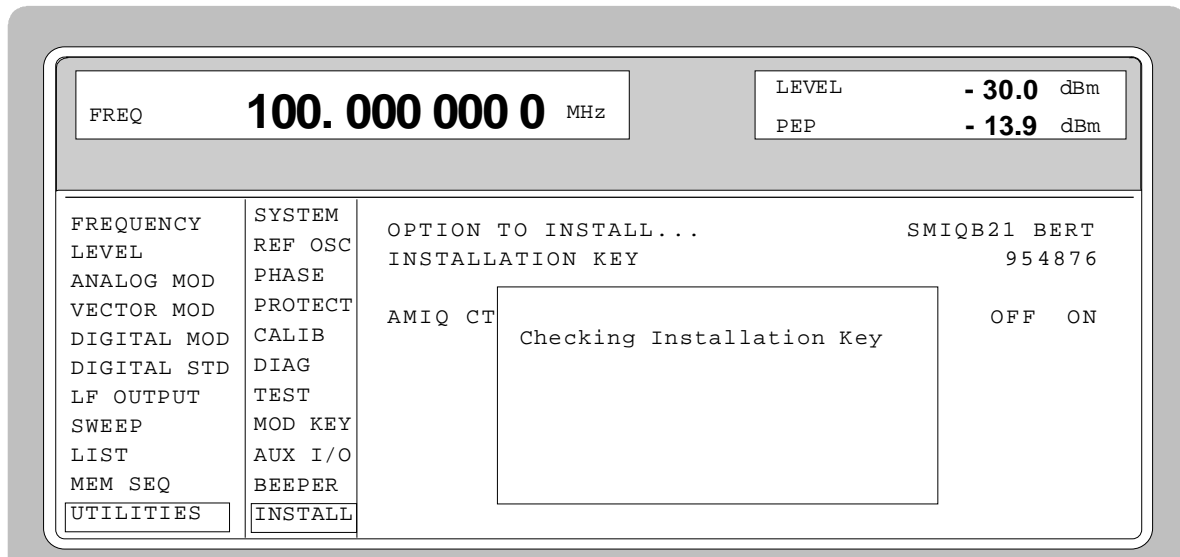 FREQ 100. 000 000 0 MHz
LEVEL - 30.0 dBm
PEP - 13.9 dBm
FREQUENCY
LEVEL
ANALOG MOD
VECTOR MOD
DIGITAL MOD
DIGITAL STD
LF OUTPUT
SWEEP
LIST
MEM SEQ
UTILITIES
SYSTEM
REF OSC
PHASE
PROTECT
CALIB
DIAG
TEST
MOD KEY
AUX I/O
BEEPER
INSTALL
OPTION TO INSTALL... SMIQB21 BERT
INSTALLATION KEY 954876
AMIQ CT OFF ON
Checking Installation Key